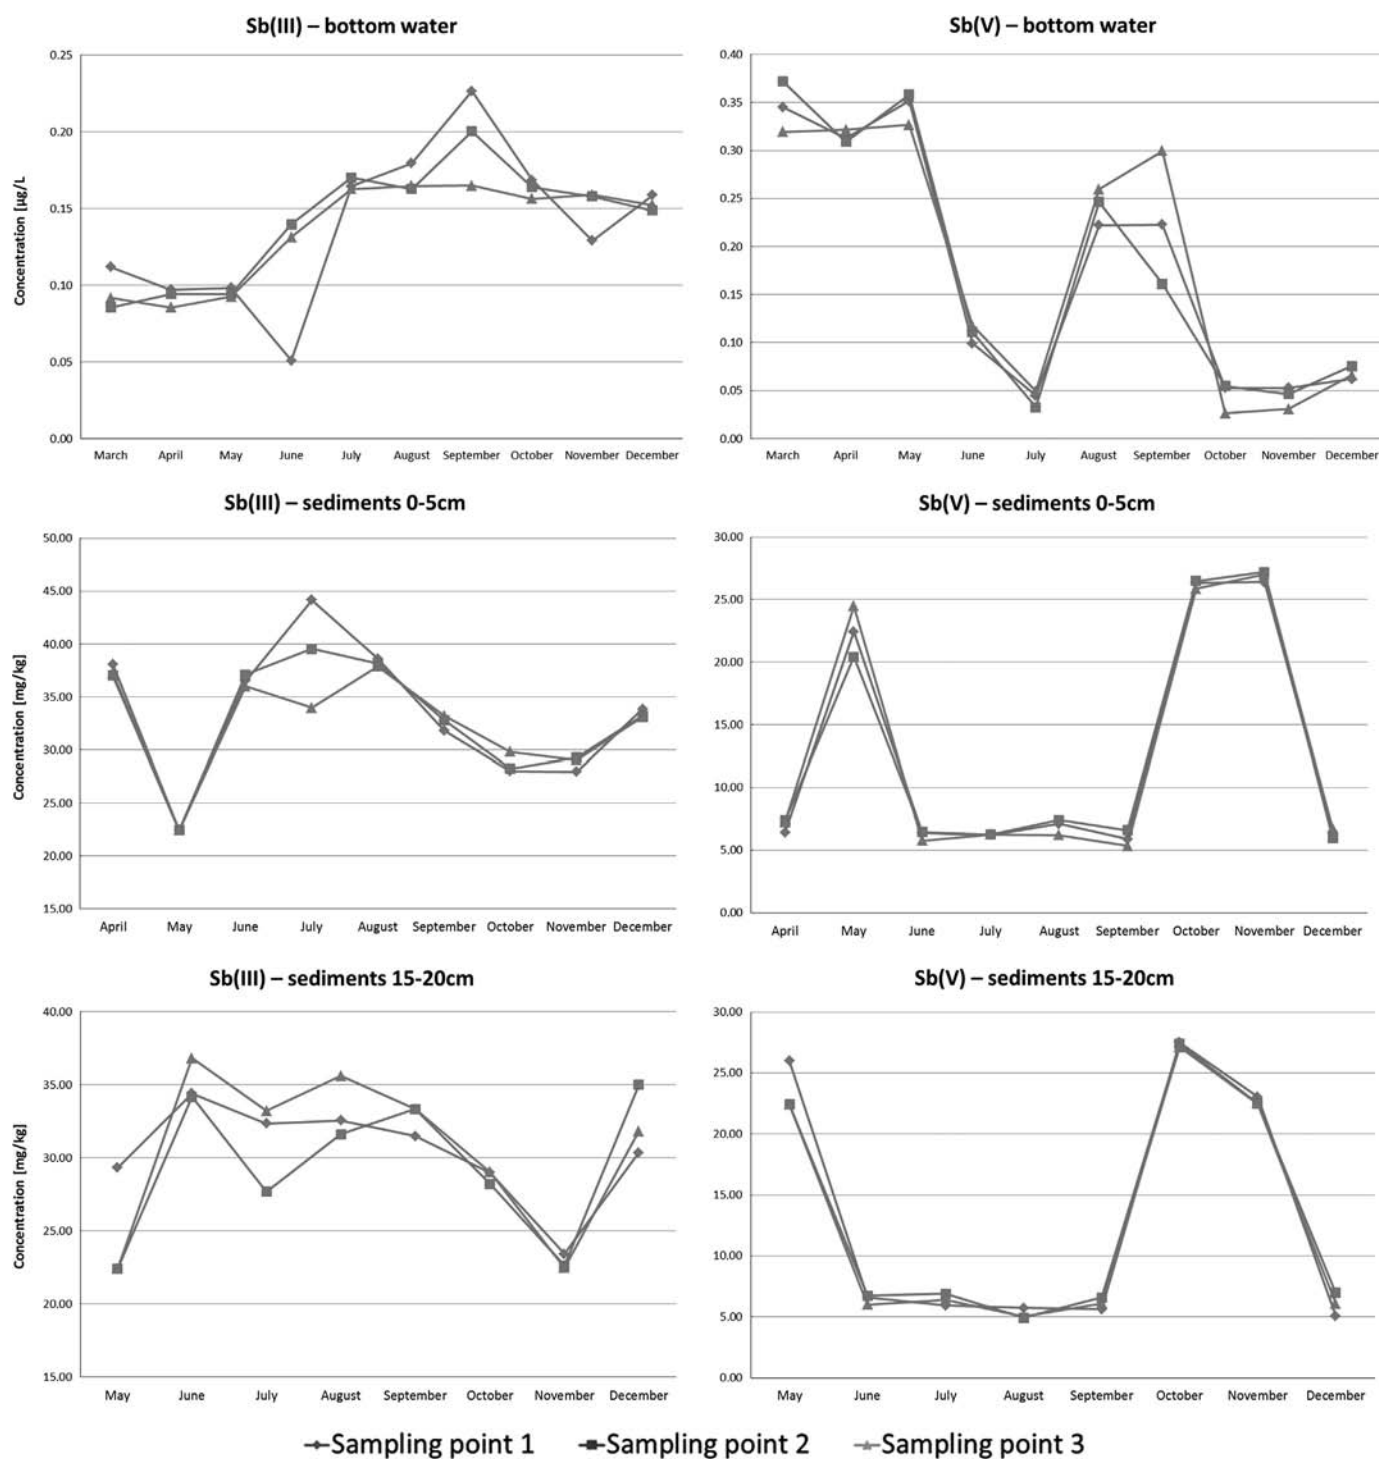 Sb(III) – bottom water
Concentration [µg/L]
0.25
0.20
0.15
0.10
0.05
0.00
March April May June July August September October November December
Sb(V) – bottom water
0.40
0.35
0.30
0.25
0.20
0.15
0.10
0.05
0.00
March April May June July August September October November December
Sb(III) – sediments 0-5cm
Concentration [mg/kg]
50.00
45.00
40.00
35.00
30.00
25.00
20.00
15.00
April May June July August September October November December
Sb(V) – sediments 0-5cm
30.00
25.00
20.00
15.00
10.00
5.00
0.00
April May June July August September October November December
Sb(III) – sediments 15-20cm
Concentration [mg/kg]
40.00
35.00
30.00
25.00
20.00
15.00
May June July August September October November December
Sb(V) – sediments 15-20cm
30.00
25.00
20.00
15.00
10.00
5.00
0.00
May June July August September October November December
Sampling point 1 Sampling point 2 Sampling point 3